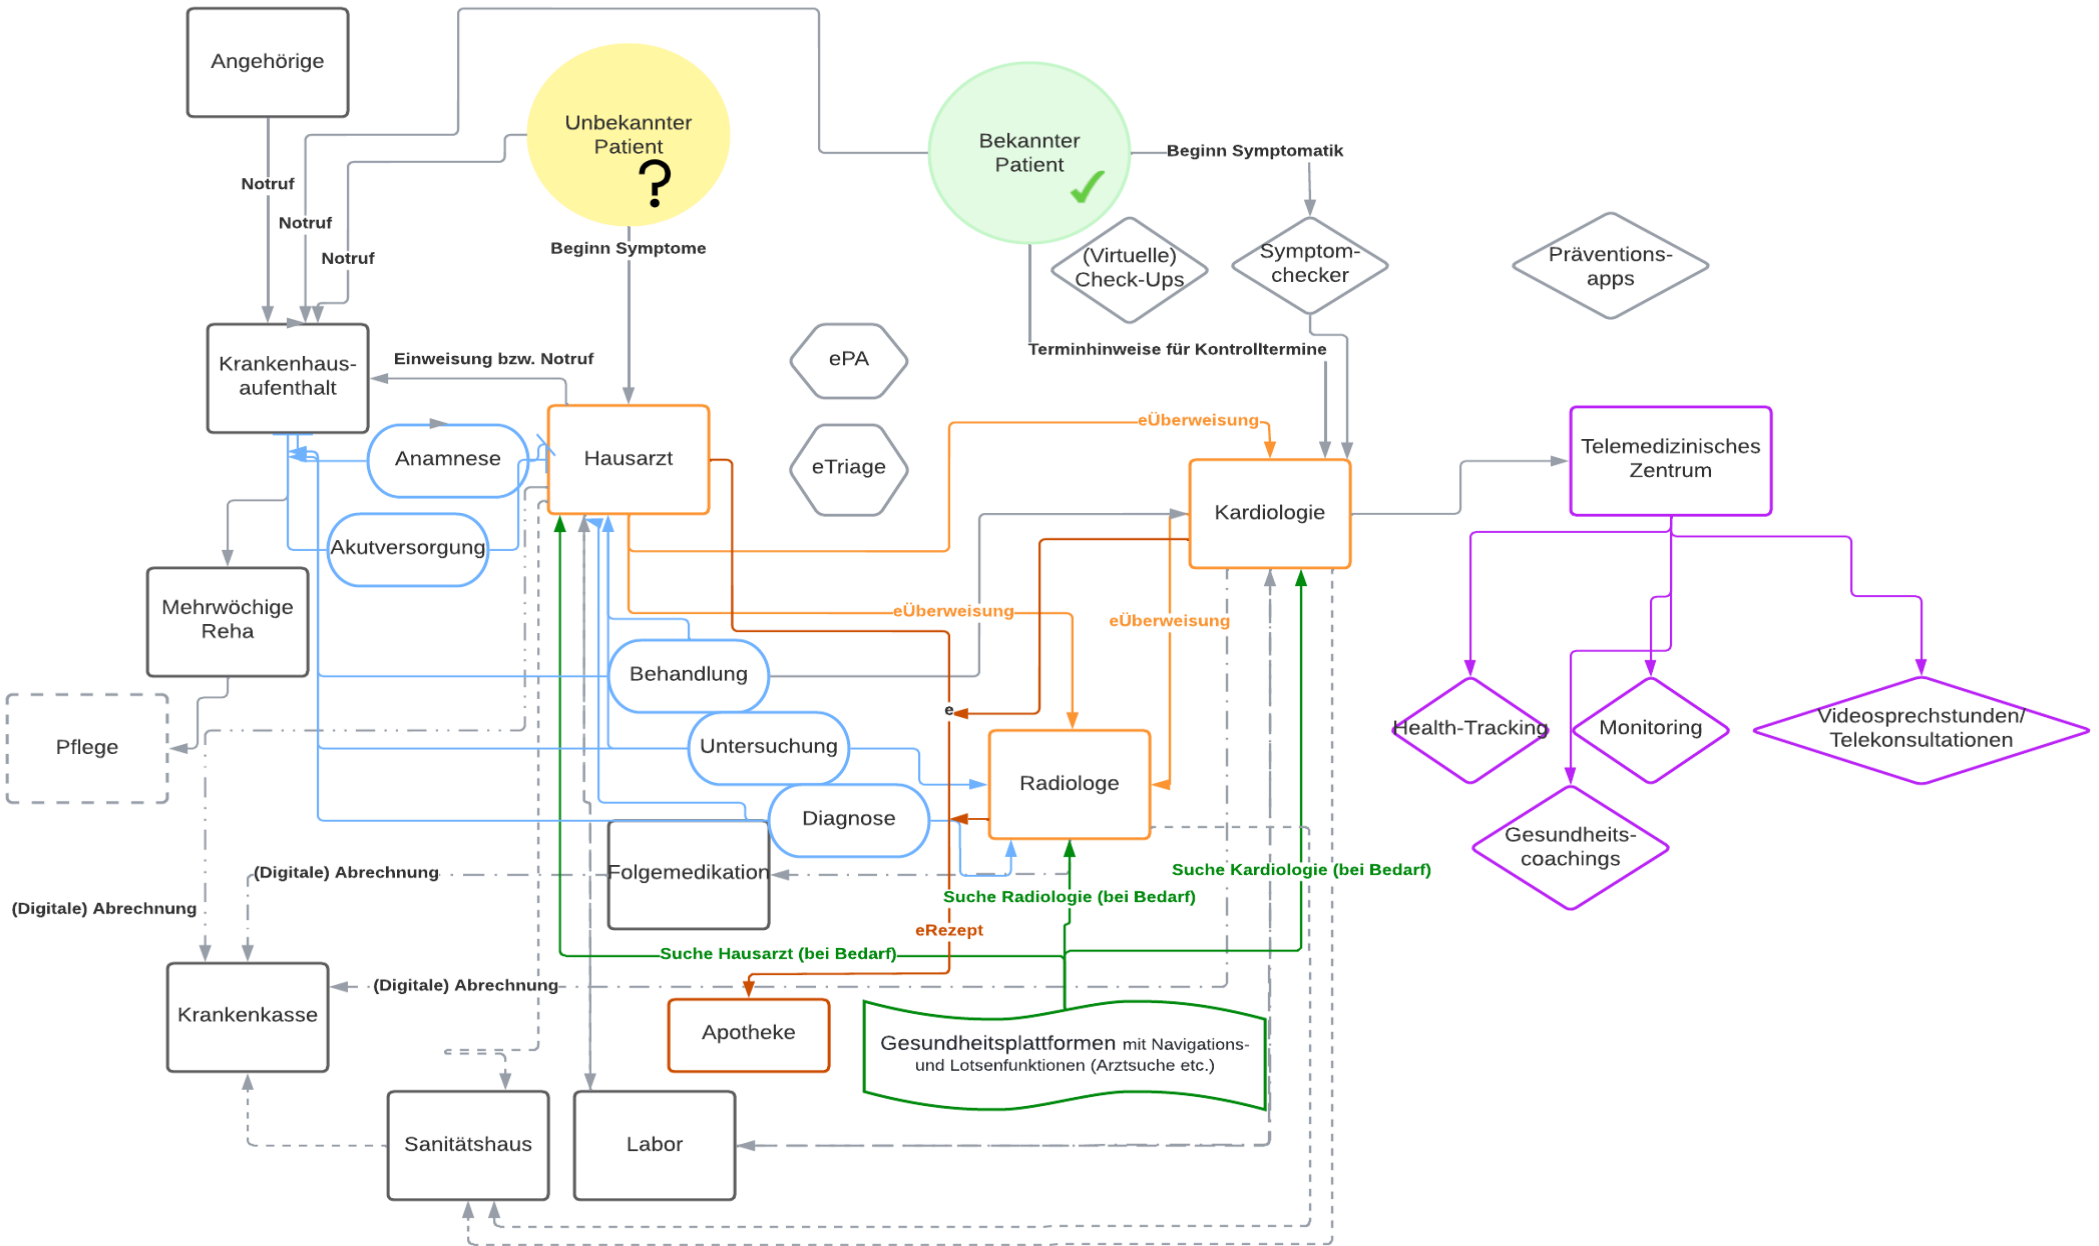 Angehörige
Unbekannter
Patient
?
Bekannter
Patient
Beginn Symptomatik
Notruf
Notruf
Notruf
Beginn Symptome
(Virtuelle)
Check-Ups
Symptom-
checker
Präventions-
apps
Krankenhaus-
aufenthalt
Einweisung bzw. Notruf
ePA
Terminhinweise für Kontrolltermine
eÜberweisung
Anamnese
Hausarzt
eTriage
Telemedizinisches
Zentrum
Kardiologie
Akutversorgung
Mehrwöchige
Reha
eÜberweisung
eÜberweisung
Behandlung
e
Pflege
Untersuchung
Health-Tracking
Monitoring
Videosprechstunden/
Telekonsultationen
Radiologe
Diagnose
Gesundheits-
coachings
(Digitale) Abrechnung
Folgemedikation
Suche Kardiologie (bei Bedarf)
Suche Radiologie (bei Bedarf)
(Digitale) Abrechnung
eRezept
Suche Hausarzt (bei Bedarf)
(Digitale) Abrechnung
Krankenkasse
Apotheke
Gesundheitsplattformen mit Navigations-
und Lotsenfunktionen (Arztsuche etc.)
Sanitätshaus
Labor